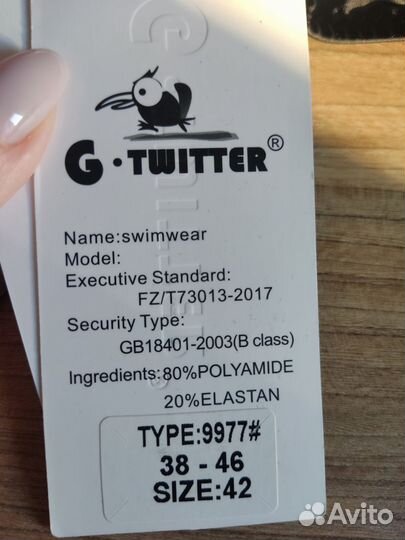 G·TWITTER®
Name:swimwear
Model:
Executive Standard:
FZ/T73013-2017
Security Type:
GB18401-2003(B class)
Ingredients:80%POLYAMIDE
20%ELASTAN
TYPE:9977#
38 - 46
SIZE:42
Avito